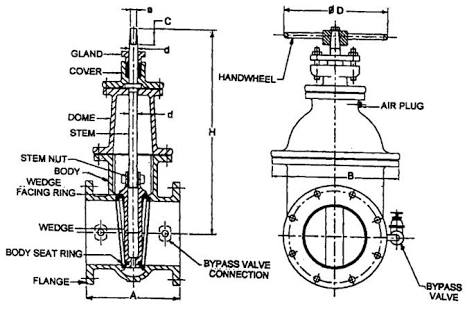 a
C
d
GLAND
COVER
DOME
STEM
d
H
STEM NUT
BODY
WEDGE
FACING RING
WEDGE
BODY SEAT RING
FLANGE
A
BYPASS VALVE
CONNECTION
Ø D
HANDWHEEL
AIR PLUG
B
BYPASS
VALVE